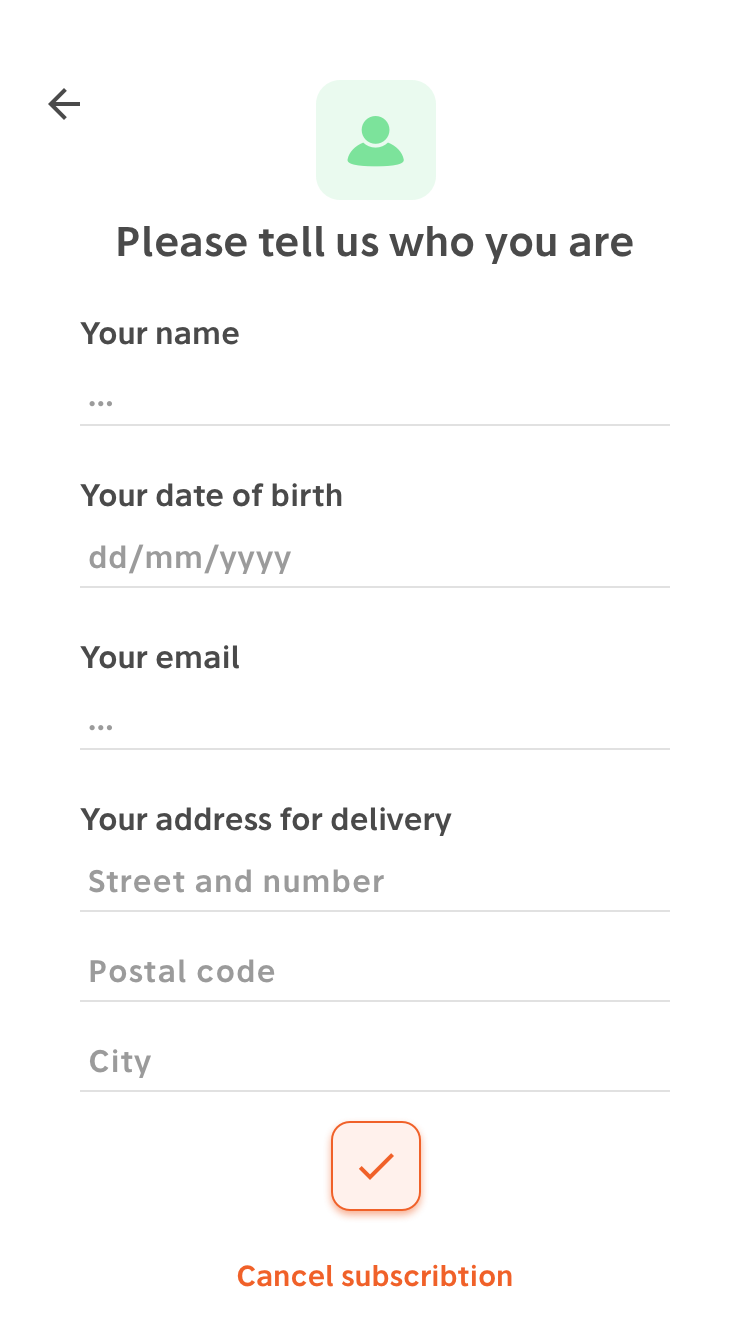 Please tell us who you are
Your name
...
Your date of birth
dd/mm/yyyy
Your email
...
Your address for delivery
Street and number
Postal code
City
Cancel subscribtion